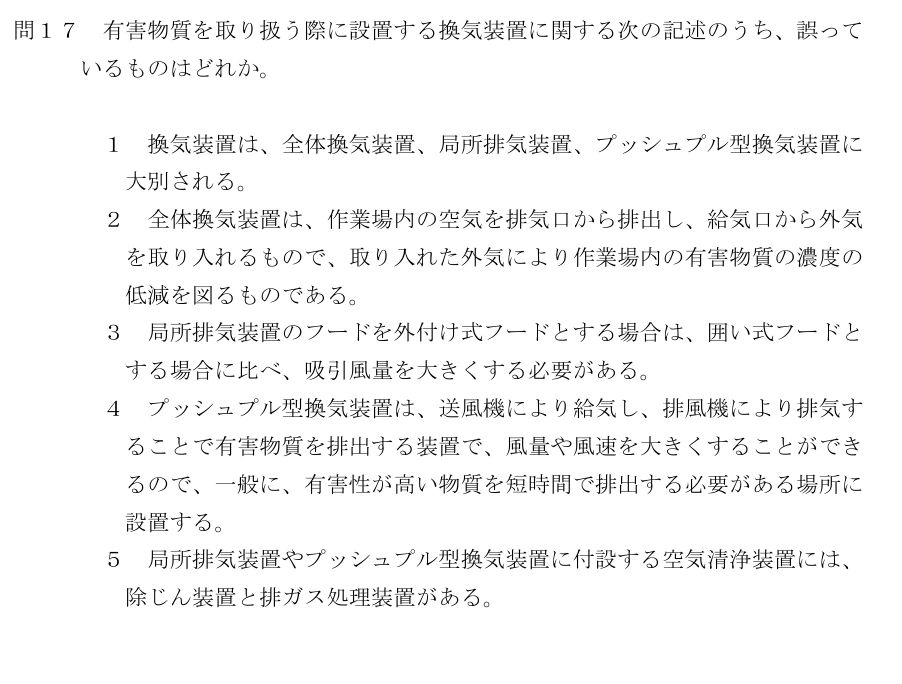 問１７　有害物質を取り扱う際に設置する換気装置に関する次の記述のうち、誤って
いるものはどれか。
１　換気装置は、全体換気装置、局所排気装置、プッシュプル型換気装置に
大別される。
２　全体換気装置は、作業場内の空気を排気口から排出し、給気口から外気
を取り入れるもので、取り入れた外気により作業場内の有害物質の濃度の
低減を図るものである。
３　局所排気装置のフードを外付け式フードとする場合は、囲い式フードと
する場合に比べ、吸引風量を大きくする必要がある。
４　プッシュプル型換気装置は、送風機により給気し、排風機により排気す
ることで有害物質を排出する装置で、風量や風速を大きくすることができ
るので、一般に、有害性が高い物質を短時間で排出する必要がある場所に
設置する。
５　局所排気装置やプッシュプル型換気装置に付設する空気清浄装置には、
除じん装置と排ガス処理装置がある。